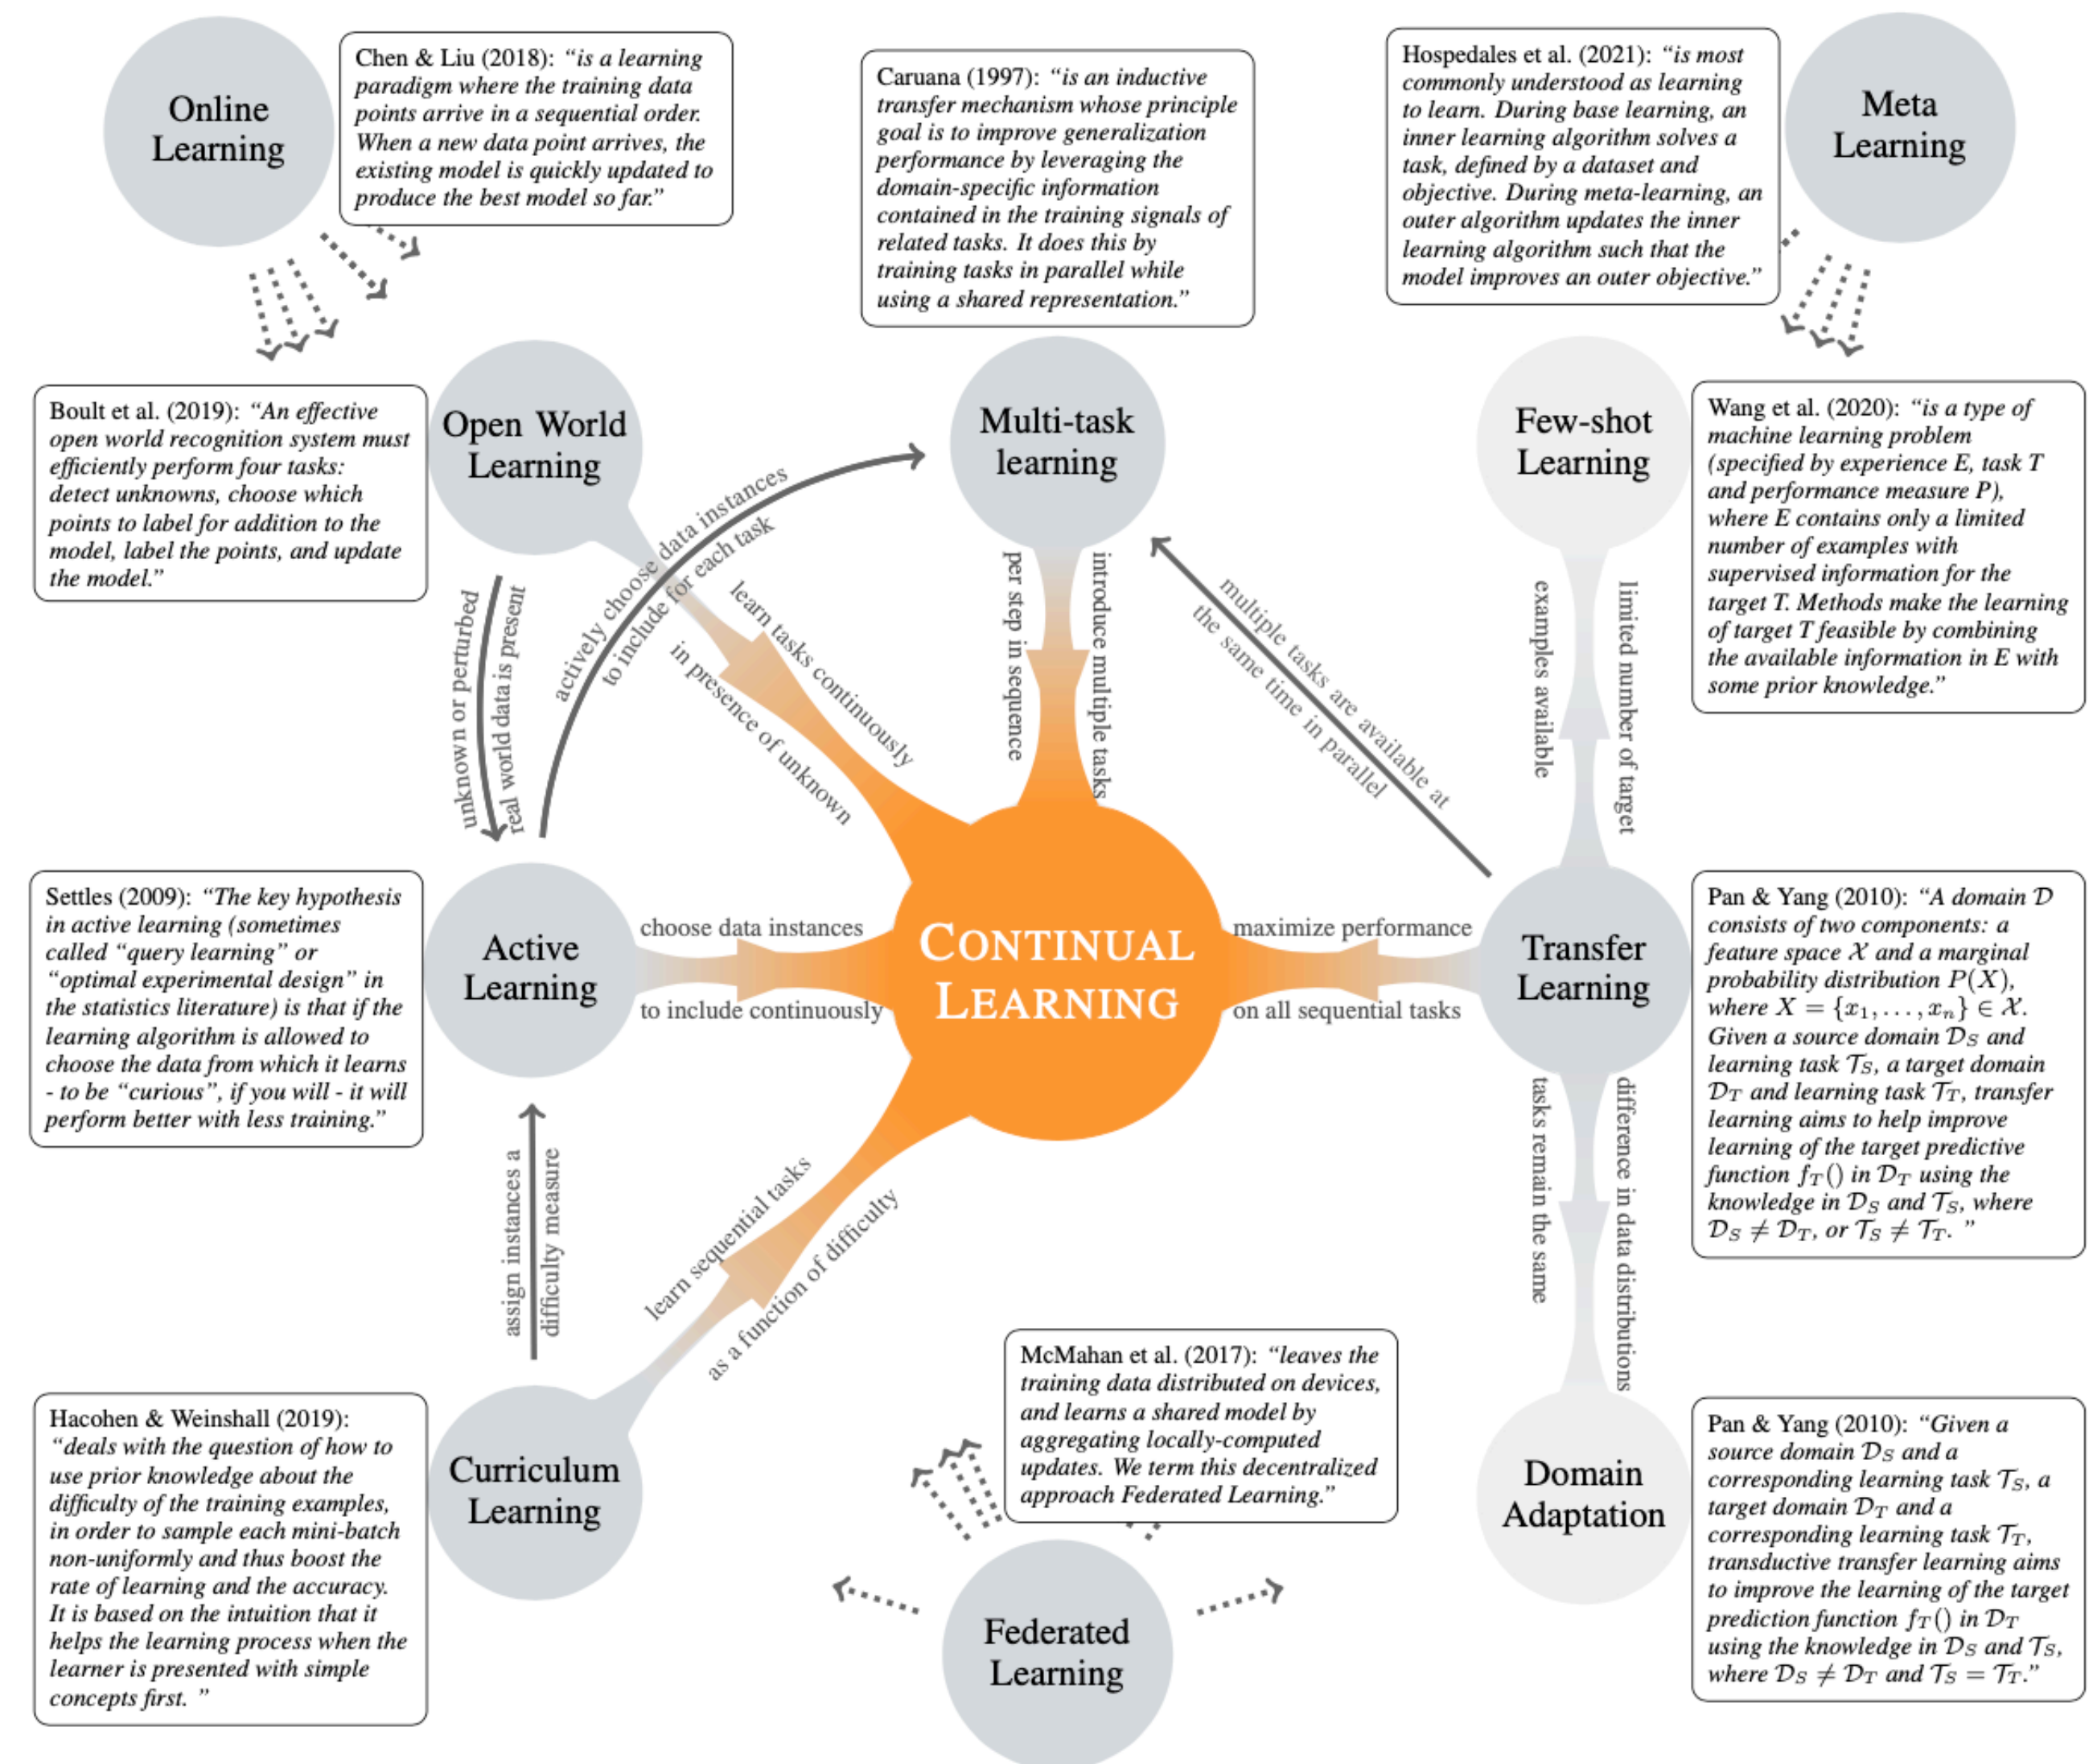 Online
Learning
Chen & Liu (2018): “is a learning
paradigm where the training data
points arrive in a sequential order.
When a new data point arrives, the
existing model is quickly updated to
produce the best model so far.”
Caruana (1997): “is an inductive
transfer mechanism whose principle
goal is to improve generalization
performance by leveraging the
domain-specific information
contained in the training signals of
related tasks. It does this by
training tasks in parallel while
using a shared representation.”
Hospedales et al. (2021): “is most
commonly understood as learning
to learn. During base learning, an
inner learning algorithm solves a
task, defined by a dataset and
objective. During meta-learning, an
outer algorithm updates the inner
learning algorithm such that the
model improves an outer objective.”
Meta
Learning
Boult et al. (2019): “An effective
open world recognition system must
efficiently perform four tasks:
detect unknowns, choose which
points to label for addition to the
model, label the points, and update
the model.”
Open World
Learning
Multi-task
learning
Few-shot
Learning
Wang et al. (2020): “is a type of
machine learning problem
(specified by experience E, task T
and performance measure P),
where E contains only a limited
number of examples with
supervised information for the
target T. Methods make the learning
of target T feasible by combining
the available information in E with
some prior knowledge.”
unknown or perturbed
real world data is present
actively choose data instances
to include for each task
learn tasks continuously
in presence of unknown
per step in sequence
introduce multiple tasks
multiple tasks are available at
the same time in parallel
examples available
limited number of target
Settles (2009): “The key hypothesis
in active learning (sometimes
called “query learning” or
“optimal experimental design” in
the statistics literature) is that if the
learning algorithm is allowed to
choose the data from which it learns
- to be “curious”, if you will - it will
perform better with less training.”
Active
Learning
choose data instances
to include continuously
CONTINUAL
LEARNING
maximize performance
on all sequential tasks
Transfer
Learning
Pan & Yang (2010): “A domain 𝒟
consists of two components: a
feature space 𝒳 and a marginal
probability distribution P(X),
where X = {x₁, . . . , xₙ} ∈ 𝒳.
Given a source domain 𝒟_S and
learning task 𝒯_S, a target domain
𝒟_T and learning task 𝒯_T, transfer
learning aims to help improve
learning of the target predictive
function f_T() in 𝒟_T using the
knowledge in 𝒟_S and 𝒯_S, where
𝒟_S ≠ 𝒟_T, or 𝒯_S ≠ 𝒯_T. ”
assign instances a
difficulty measure
learn sequential tasks
as a function of difficulty
tasks remain the same
difference in data distributions
Hacohen & Weinshall (2019):
“deals with the question of how to
use prior knowledge about the
difficulty of the training examples,
in order to sample each mini-batch
non-uniformly and thus boost the
rate of learning and the accuracy.
It is based on the intuition that it
helps the learning process when the
learner is presented with simple
concepts first. ”
Curriculum
Learning
McMahan et al. (2017): “leaves the
training data distributed on devices,
and learns a shared model by
aggregating locally-computed
updates. We term this decentralized
approach Federated Learning.”
Federated
Learning
Domain
Adaptation
Pan & Yang (2010): “Given a
source domain 𝒟_S and a
corresponding learning task 𝒯_S, a
target domain 𝒟_T and a
corresponding learning task 𝒯_T,
transductive transfer learning aims
to improve the learning of the target
prediction function f_T() in 𝒟_T
using the knowledge in 𝒟_S and 𝒯_S,
where 𝒟_S ≠ 𝒟_T and 𝒯_S = 𝒯_T.”